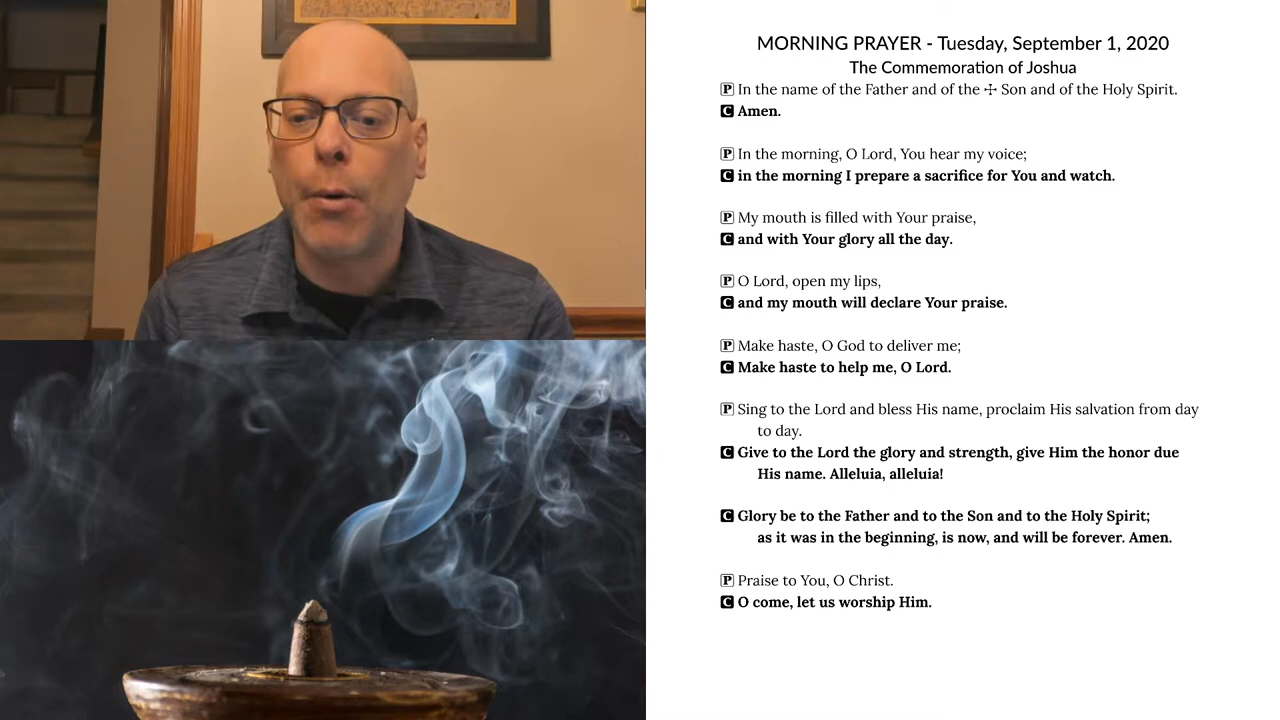 MORNING PRAYER - Tuesday, September 1, 2020
The Commemoration of Joshua
P In the name of the Father and of the ☩ Son and of the Holy Spirit.
C Amen.
P In the morning, O Lord, You hear my voice;
C in the morning I prepare a sacrifice for You and watch.
P My mouth is filled with Your praise,
C and with Your glory all the day.
P O Lord, open my lips,
C and my mouth will declare Your praise.
P Make haste, O God to deliver me;
C Make haste to help me, O Lord.
P Sing to the Lord and bless His name, proclaim His salvation from day
to day.
C Give to the Lord the glory and strength, give Him the honor due
His name. Alleluia, alleluia!
C Glory be to the Father and to the Son and to the Holy Spirit;
as it was in the beginning, is now, and will be forever. Amen.
P Praise to You, O Christ.
C O come, let us worship Him.